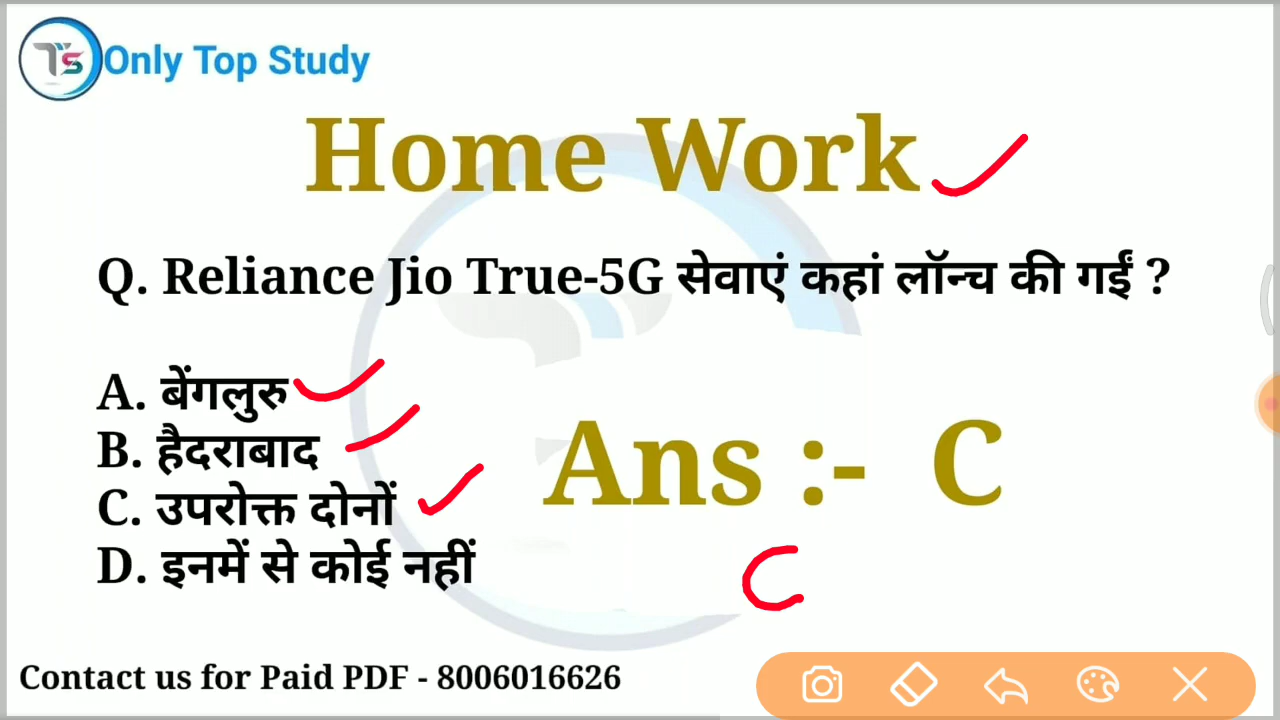 TS Only Top Study
Home Work
Q. Reliance Jio True-5G सेवाएं कहां लॉन्च की गईं ?
A. बेंगलुरु
B. हैदराबाद
C. उपरोक्त दोनों
D. इनमें से कोई नहीं
Ans :- C
C
Contact us for Paid PDF - 8006016626